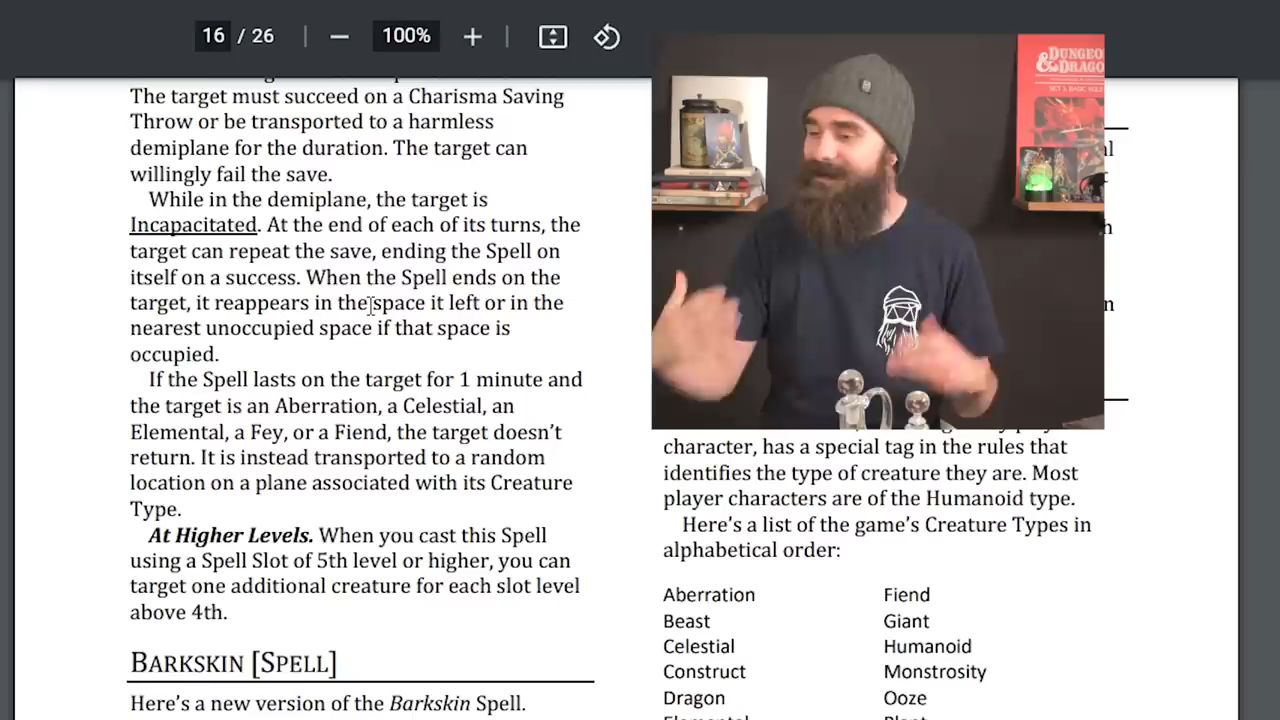 16 / 26
100%
The target must succeed on a Charisma Saving
Throw or be transported to a harmless
demiplane for the duration. The target can
willingly fail the save.
While in the demiplane, the target is
Incapacitated. At the end of each of its turns, the
target can repeat the save, ending the Spell on
itself on a success. When the Spell ends on the
target, it reappears in the space it left or in the
nearest unoccupied space if that space is
occupied.
If the Spell lasts on the target for 1 minute and
the target is an Aberration, a Celestial, an
Elemental, a Fey, or a Fiend, the target doesn’t
return. It is instead transported to a random
location on a plane associated with its Creature
Type.
At Higher Levels. When you cast this Spell
using a Spell Slot of 5th level or higher, you can
target one additional creature for each slot level
above 4th.
BARKSKIN [SPELL]
Here’s a new version of the Barkskin Spell.
DUNGEO
& DRAGO
character, has a special tag in the rules that
identifies the type of creature they are. Most
player characters are of the Humanoid type.
Here’s a list of the game’s Creature Types in
alphabetical order:
Aberration
Beast
Celestial
Construct
Dragon
Elemental
Fiend
Giant
Humanoid
Monstrosity
Ooze
Plant